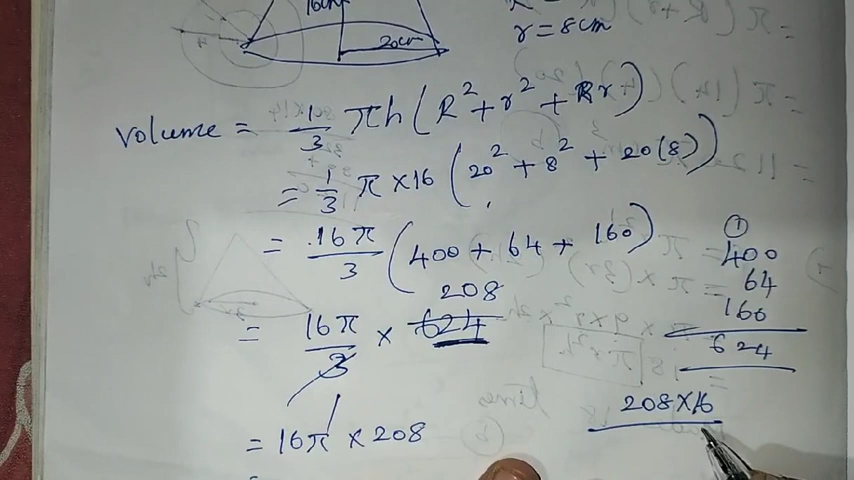 16cm
20cm
r = 8cm
volume = 1/3 πh (R² + r² + Rr)
= 1/3 π × 16 (20² + 8² + 20(8))
= 16π/3 (400 + 64 + 160)
208
= 16π/3 × 624
= 16π × 208
1
400
64
160
624
208×16